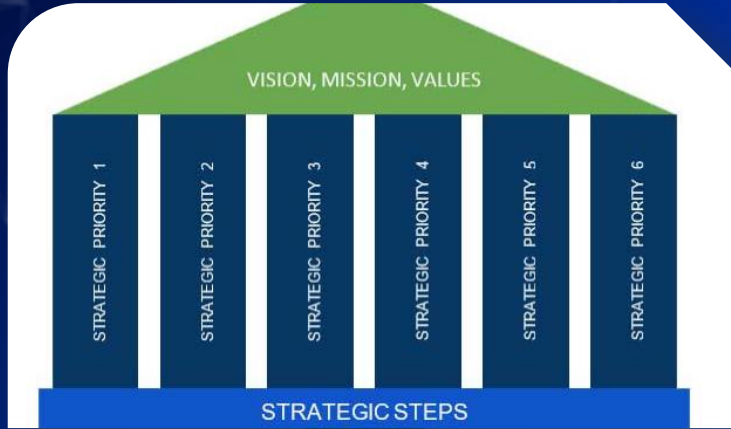 VISION, MISSION, VALUES
STRATEGIC PRIORITY 1
STRATEGIC PRIORITY 2
STRATEGIC PRIORITY 3
STRATEGIC PRIORITY 4
STRATEGIC PRIORITY 5
STRATEGIC PRIORITY 6
STRATEGIC STEPS